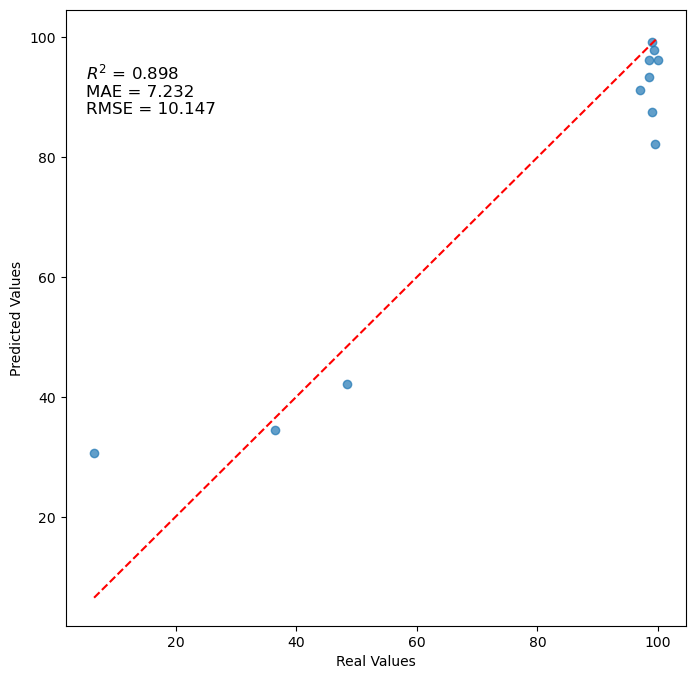 R² = 0.898
MAE = 7.232
RMSE = 10.147
100
80
60
40
20
Predicted Values
20 40 60 80 100
Real Values